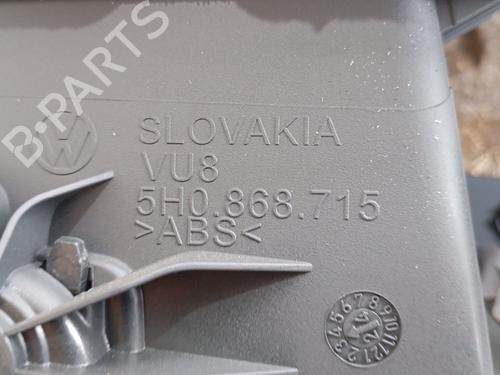 B-PARTS
SLOVAKIA
VU8
5H0.868.715
>ABS<